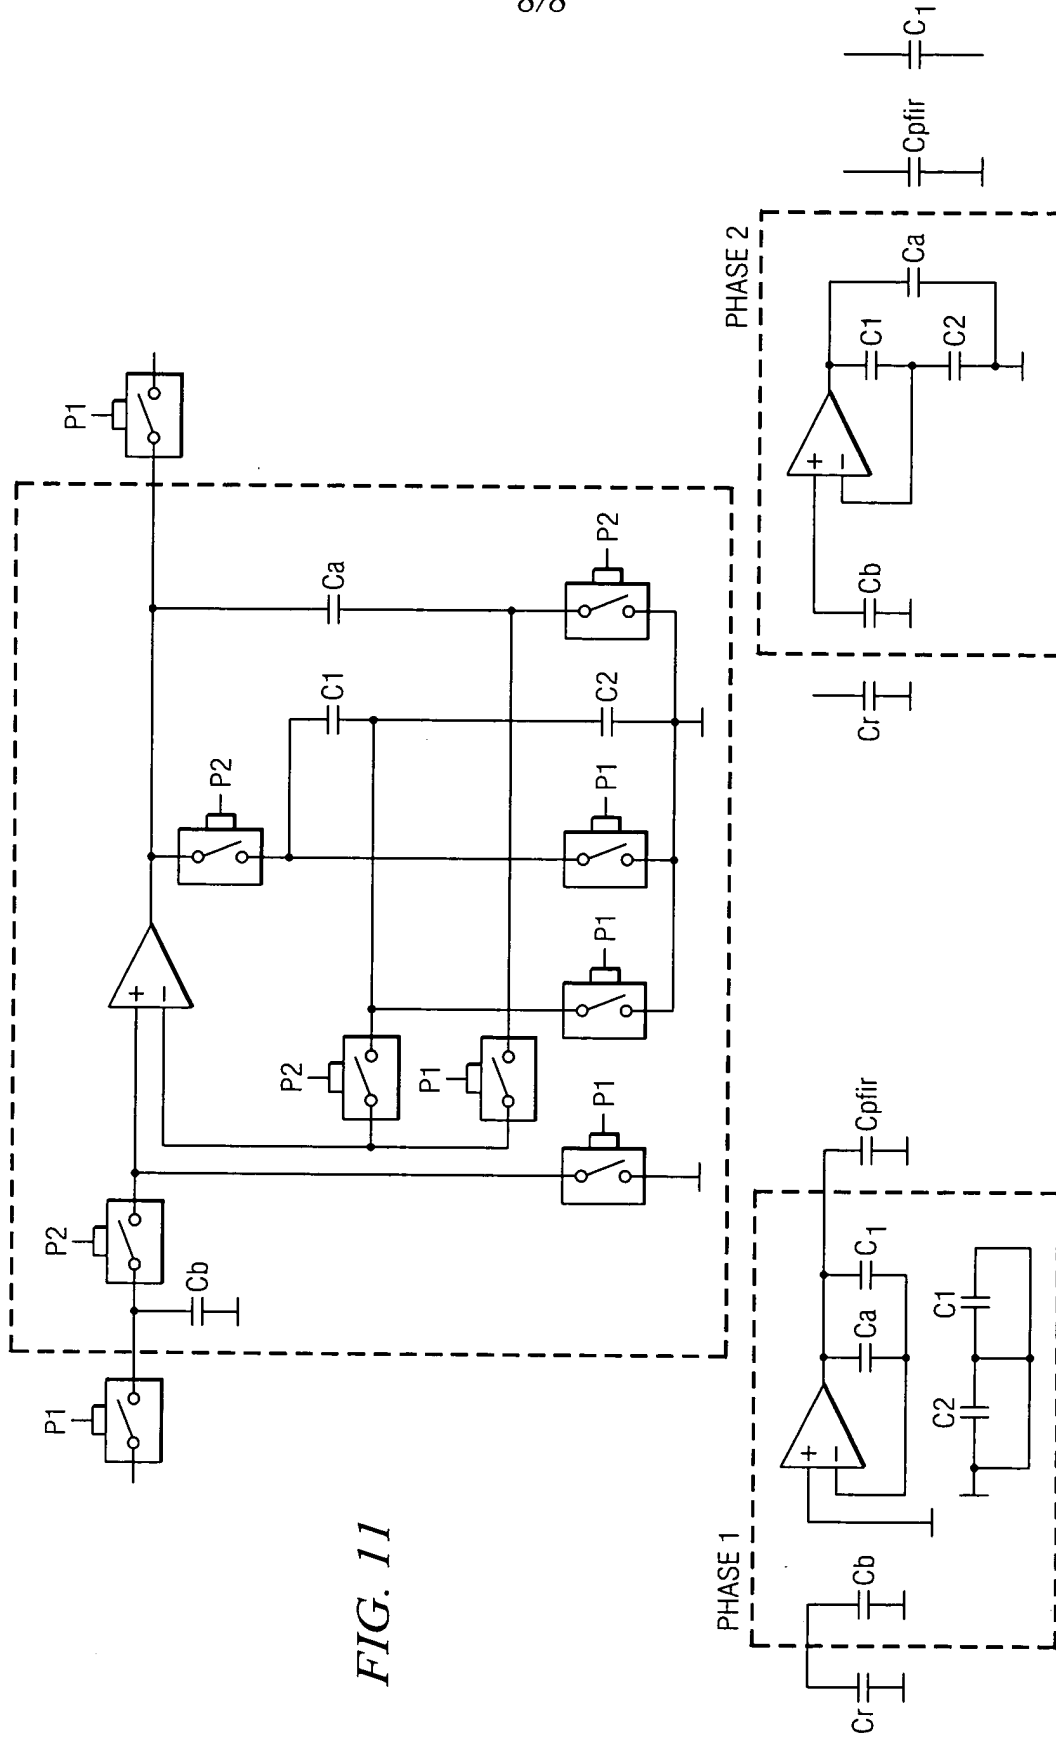 8/8
P1
P2
Cb
+
−
P2
P1
P1
P2
C1
Ca
P1
P1
C2
P2
P1
FIG. 11
PHASE 1
Cr
Cb
+
−
Ca
C1
C2
C1
Cpfir
PHASE 2
Cr
Cb
+
−
C1
C2
Ca
Cpfir
C1